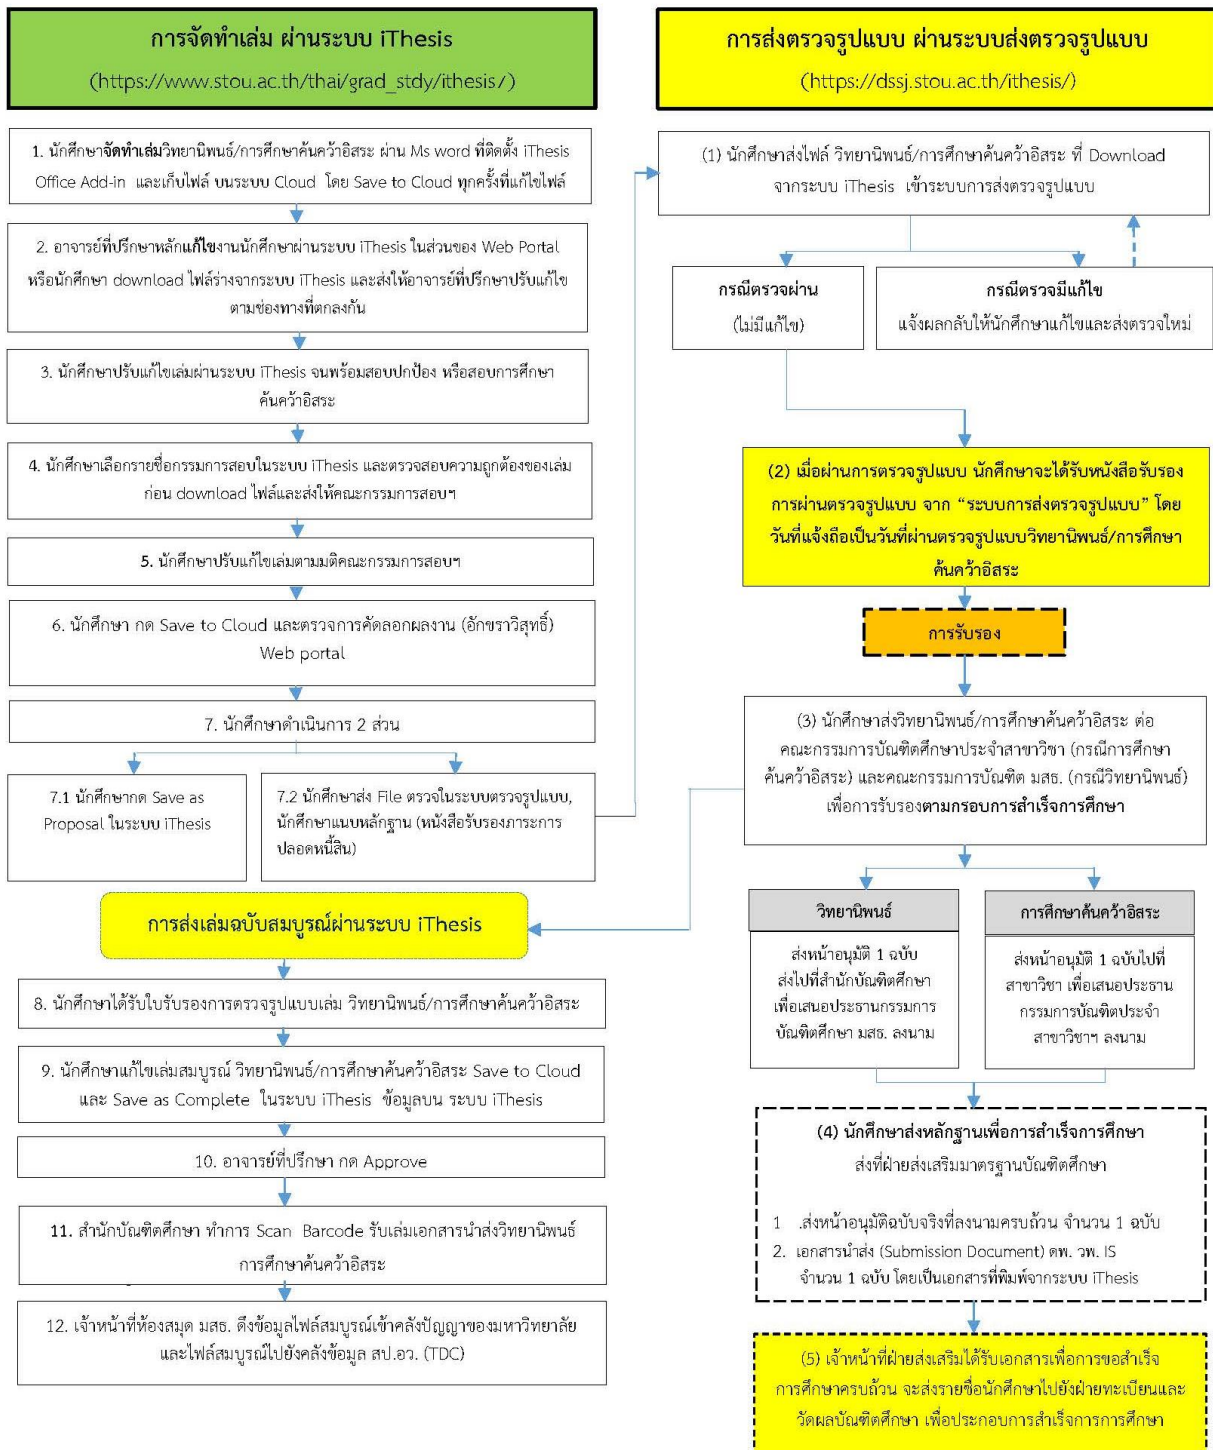 การจัดทำเล่ม ผ่านระบบ iThesis
(https://www.stou.ac.th/thai/grad_stdy/ithesis/)
1. นักศึกษาจัดทำเล่มวิทยานิพนธ์/การศึกษาค้นคว้าอิสระ ผ่าน Ms word ที่ติดตั้ง iThesis
Office Add-in และเก็บไฟล์ บนระบบ Cloud โดย Save to Cloud ทุกครั้งที่แก้ไขไฟล์
2. อาจารย์ที่ปรึกษาหลักแก้ไขงานนักศึกษาผ่านระบบ iThesis ในส่วนของ Web Portal
หรือนักศึกษา download ไฟล์ร่างจากระบบ iThesis และส่งให้อาจารย์ที่ปรึกษาปรับแก้ไข
ตามช่องทางที่ตกลงกัน
3. นักศึกษาปรับแก้ไขเล่มผ่านระบบ iThesis จนพร้อมสอบปกป้อง หรือสอบการศึกษา
ค้นคว้าอิสระ
4. นักศึกษาเลือกรายชื่อกรรมการสอบในระบบ iThesis และตรวจสอบความถูกต้องของเล่ม
ก่อน download ไฟล์และส่งให้คณะกรรมการสอบฯ
5. นักศึกษาปรับแก้ไขเล่มตามมติคณะกรรมการสอบฯ
6. นักศึกษา กด Save to Cloud และตรวจการคัดลอกผลงาน (อักขราวิสุทธิ์)
Web portal
7. นักศึกษาดำเนินการ 2 ส่วน
7.1 นักศึกษากด Save as
Proposal ในระบบ iThesis
7.2 นักศึกษาส่ง File ตรวจในระบบตรวจรูปแบบ,
นักศึกษาแนบหลักฐาน (หนังสือรับรองภาระการ
ปลอดหนี้สิน)
การส่งเล่มฉบับสมบูรณ์ผ่านระบบ iThesis
8. นักศึกษาได้รับใบรับรองการตรวจรูปแบบเล่ม วิทยานิพนธ์/การศึกษาค้นคว้าอิสระ
9. นักศึกษาแก้ไขเล่มสมบูรณ์ วิทยานิพนธ์/การศึกษาค้นคว้าอิสระ Save to Cloud
และ Save as Complete ในระบบ iThesis ข้อมูลบน ระบบ iThesis
10. อาจารย์ที่ปรึกษา กด Approve
11. สำนักบัณฑิตศึกษา ทำการ Scan Barcode รับเล่มเอกสารนำส่งวิทยานิพนธ์
การศึกษาค้นคว้าอิสระ
12. เจ้าหน้าที่ห้องสมุด มสธ. ดึงข้อมูลไฟล์สมบูรณ์เข้าคลังปัญญาของมหาวิทยาลัย
และไฟล์สมบูรณ์ไปยังคลังข้อมูล สป.อว. (TDC)
การส่งตรวจรูปแบบ ผ่านระบบส่งตรวจรูปแบบ
(https://dssj.stou.ac.th/ithesis/)
(1) นักศึกษาส่งไฟล์ วิทยานิพนธ์/การศึกษาค้นคว้าอิสระ ที่ Download
จากระบบ iThesis เข้าระบบการส่งตรวจรูปแบบ
กรณีตรวจผ่าน
(ไม่มีแก้ไข)
กรณีตรวจมีแก้ไข
แจ้งผลกลับให้นักศึกษาแก้ไขและส่งตรวจใหม่
(2) เมื่อผ่านการตรวจรูปแบบ นักศึกษาจะได้รับหนังสือรับรอง
การผ่านตรวจรูปแบบ จาก “ระบบการส่งตรวจรูปแบบ” โดย
วันที่แจ้งถือเป็นวันที่ผ่านตรวจรูปแบบวิทยานิพนธ์/การศึกษา
ค้นคว้าอิสระ
การรับรอง
(3) นักศึกษาส่งวิทยานิพนธ์/การศึกษาค้นคว้าอิสระ ต่อ
คณะกรรมการบัณฑิตศึกษาประจำสาขาวิชา (กรณีการศึกษา
ค้นคว้าอิสระ) และคณะกรรมการบัณฑิต มสธ. (กรณีวิทยานิพนธ์)
เพื่อการรับรองตามกรอบการสำเร็จการศึกษา
วิทยานิพนธ์
ส่งหน้าอนุมัติ 1 ฉบับ
ส่งไปที่สำนักบัณฑิตศึกษา
เพื่อเสนอประธานกรรมการ
บัณฑิตศึกษา มสธ. ลงนาม
การศึกษาค้นคว้าอิสระ
ส่งหน้าอนุมัติ 1 ฉบับไปที่
สาขาวิชา เพื่อเสนอประธาน
กรรมการบัณฑิตประจำ
สาขาวิชาฯ ลงนาม
(4) นักศึกษาส่งหลักฐานเพื่อการสำเร็จการศึกษา
ส่งที่ฝ่ายส่งเสริมมาตรฐานบัณฑิตศึกษา
1 .ส่งหน้าอนุมัติฉบับจริงที่ลงนามครบถ้วน จำนวน 1 ฉบับ
2. เอกสารนำส่ง (Submission Document) ดพ. วพ. IS
จำนวน 1 ฉบับ โดยเป็นเอกสารที่พิมพ์จากระบบ iThesis
(5) เจ้าหน้าที่ฝ่ายส่งเสริมได้รับเอกสารเพื่อการขอสำเร็จ
การศึกษาครบถ้วน จะส่งรายชื่อนักศึกษาไปยังฝ่ายทะเบียนและ
วัดผลบัณฑิตศึกษา เพื่อประกอบการสำเร็จการการศึกษา